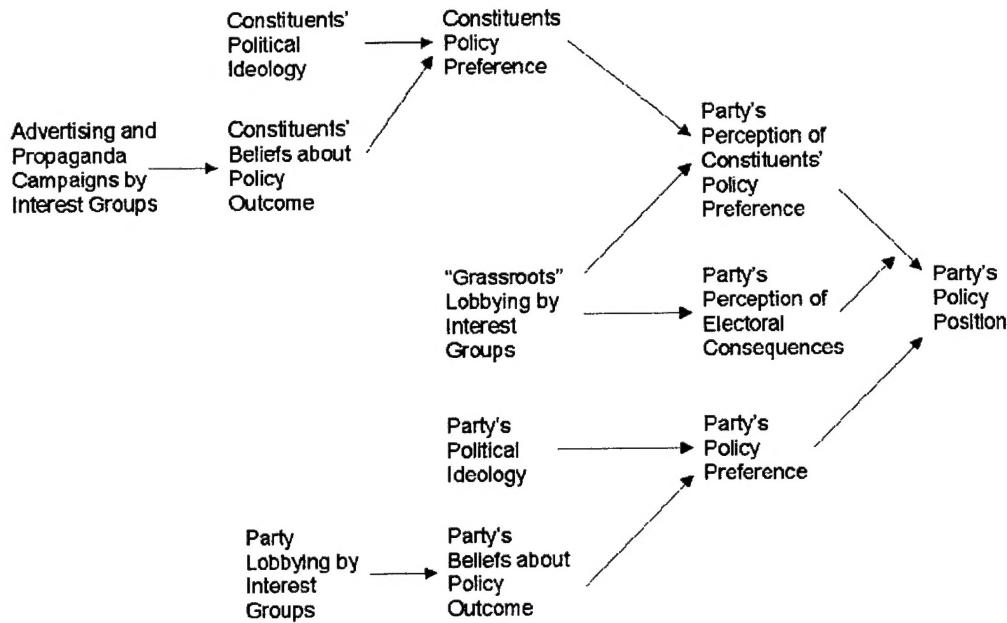 Constituents'
Political
Ideology
Constituents
Policy
Preference
Advertising and
Propaganda
Campaigns by
Interest Groups
Constituents'
Beliefs about
Policy
Outcome
Party's
Perception of
Constituents'
Policy
Preference
"Grassroots"
Lobbying by
Interest
Groups
Party's
Perception of
Electoral
Consequences
Party's
Policy
Position
Party's
Political
Ideology
Party's
Policy
Preference
Party
Lobbying by
Interest
Groups
Party's
Beliefs about
Policy
Outcome